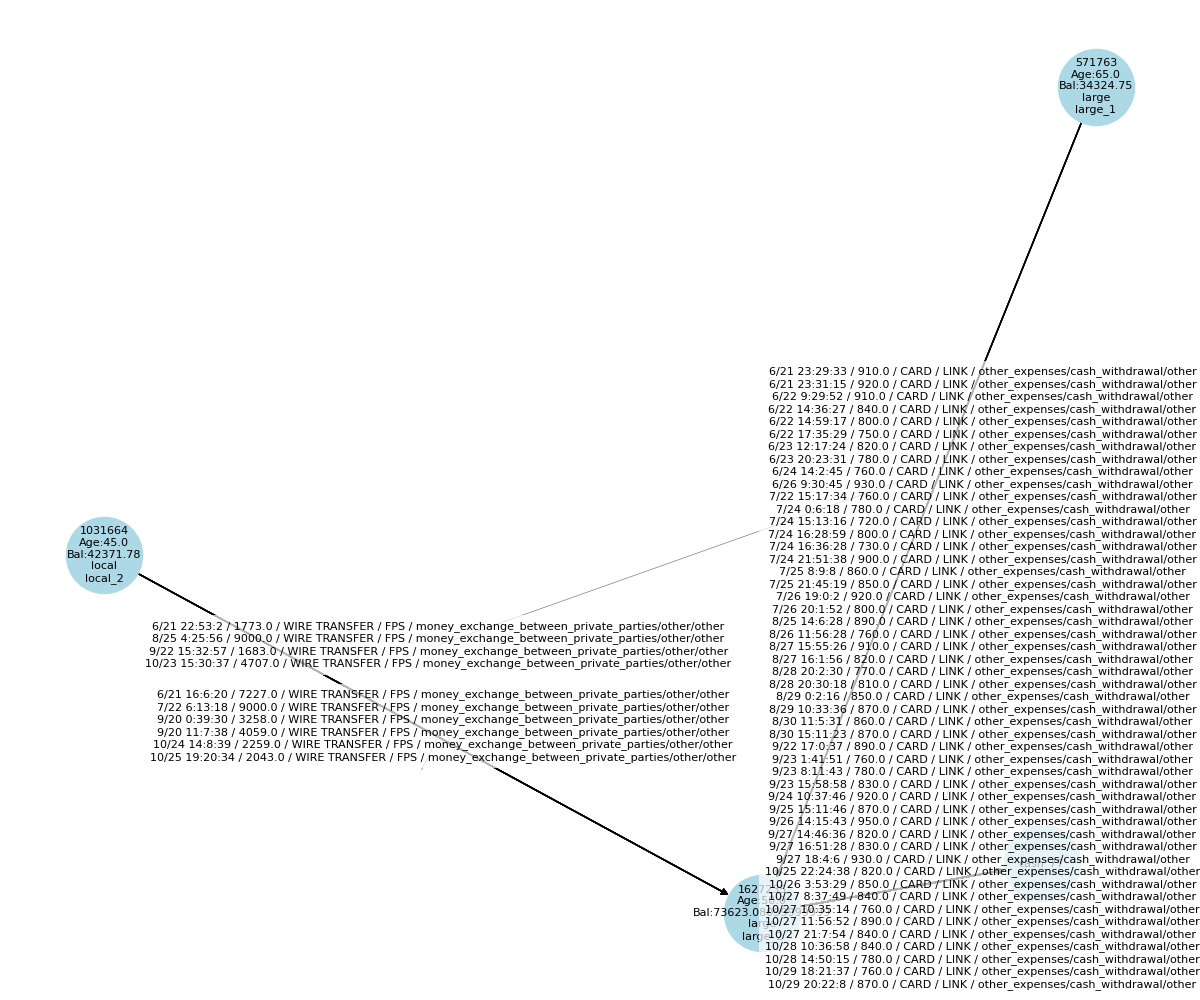 571763
Age:65.0
Bal:34324.75
large
large_1
6/21 23:29:33 / 910.0 / CARD / LINK / other_expenses/cash_withdrawal/other
6/21 23:31:15 / 920.0 / CARD / LINK / other_expenses/cash_withdrawal/other
6/22 9:29:52 / 910.0 / CARD / LINK / other_expenses/cash_withdrawal/other
6/22 14:36:27 / 840.0 / CARD / LINK / other_expenses/cash_withdrawal/other
6/22 14:59:17 / 800.0 / CARD / LINK / other_expenses/cash_withdrawal/other
6/22 17:35:29 / 750.0 / CARD / LINK / other_expenses/cash_withdrawal/other
6/23 12:17:24 / 820.0 / CARD / LINK / other_expenses/cash_withdrawal/other
6/23 20:23:31 / 780.0 / CARD / LINK / other_expenses/cash_withdrawal/other
6/24 14:2:45 / 760.0 / CARD / LINK / other_expenses/cash_withdrawal/other
6/26 9:30:45 / 930.0 / CARD / LINK / other_expenses/cash_withdrawal/other
7/22 15:17:34 / 760.0 / CARD / LINK / other_expenses/cash_withdrawal/other
7/24 0:6:18 / 780.0 / CARD / LINK / other_expenses/cash_withdrawal/other
7/24 15:13:16 / 720.0 / CARD / LINK / other_expenses/cash_withdrawal/other
7/24 16:28:59 / 800.0 / CARD / LINK / other_expenses/cash_withdrawal/other
7/24 16:36:28 / 730.0 / CARD / LINK / other_expenses/cash_withdrawal/other
7/24 21:51:38 / 900.0 / CARD / LINK / other_expenses/cash_withdrawal/other
7/25 8:9:8 / 860.0 / CARD / LINK / other_expenses/cash_withdrawal/other
7/25 21:45:19 / 850.0 / CARD / LINK / other_expenses/cash_withdrawal/other
7/26 19:0:2 / 920.0 / CARD / LINK / other_expenses/cash_withdrawal/other
7/26 20:1:52 / 800.0 / CARD / LINK / other_expenses/cash_withdrawal/other
8/25 14:6:28 / 890.0 / CARD / LINK / other_expenses/cash_withdrawal/other
8/26 11:56:28 / 760.0 / CARD / LINK / other_expenses/cash_withdrawal/other
8/27 15:55:26 / 910.0 / CARD / LINK / other_expenses/cash_withdrawal/other
8/27 16:1:56 / 820.0 / CARD / LINK / other_expenses/cash_withdrawal/other
8/28 20:2:30 / 770.0 / CARD / LINK / other_expenses/cash_withdrawal/other
8/28 20:30:18 / 810.0 / CARD / LINK / other_expenses/cash_withdrawal/other
8/29 0:2:16 / 850.0 / CARD / LINK / other_expenses/cash_withdrawal/other
8/29 10:33:36 / 870.0 / CARD / LINK / other_expenses/cash_withdrawal/other
8/30 11:5:31 / 860.0 / CARD / LINK / other_expenses/cash_withdrawal/other
8/30 15:11:23 / 870.0 / CARD / LINK / other_expenses/cash_withdrawal/other
9/22 17:0:37 / 890.0 / CARD / LINK / other_expenses/cash_withdrawal/other
9/23 1:41:51 / 760.0 / CARD / LINK / other_expenses/cash_withdrawal/other
9/23 8:11:43 / 780.0 / CARD / LINK / other_expenses/cash_withdrawal/other
9/23 15:58:58 / 830.0 / CARD / LINK / other_expenses/cash_withdrawal/other
9/24 10:37:46 / 920.0 / CARD / LINK / other_expenses/cash_withdrawal/other
9/25 15:11:46 / 870.0 / CARD / LINK / other_expenses/cash_withdrawal/other
9/26 14:15:43 / 950.0 / CARD / LINK / other_expenses/cash_withdrawal/other
9/27 14:46:36 / 820.0 / CARD / LINK / other_expenses/cash_withdrawal/other
9/27 16:51:28 / 830.0 / CARD / LINK / other_expenses/cash_withdrawal/other
9/27 18:4:6 / 930.0 / CARD / LINK / other_expenses/cash_withdrawal/other
10/25 22:24:38 / 820.0 / CARD / LINK / other_expenses/cash_withdrawal/other
10/26 3:53:29 / 850.0 / CARD / LINK / other_expenses/cash_withdrawal/other
10/27 8:37:49 / 840.0 / CARD / LINK / other_expenses/cash_withdrawal/other
10/27 10:35:14 / 760.0 / CARD / LINK / other_expenses/cash_withdrawal/other
10/27 11:56:52 / 890.0 / CARD / LINK / other_expenses/cash_withdrawal/other
10/27 21:7:54 / 840.0 / CARD / LINK / other_expenses/cash_withdrawal/other
10/28 10:36:58 / 840.0 / CARD / LINK / other_expenses/cash_withdrawal/other
10/28 14:50:15 / 780.0 / CARD / LINK / other_expenses/cash_withdrawal/other
10/29 18:21:37 / 760.0 / CARD / LINK / other_expenses/cash_withdrawal/other
10/29 20:22:8 / 870.0 / CARD / LINK / other_expenses/cash_withdrawal/other
1031664
Age:45.0
Bal:42371.78
local
local_2
6/21 22:53:2 / 1773.0 / WIRE TRANSFER / FPS / money_exchange_between_private_parties/other/other
8/25 4:25:56 / 9000.0 / WIRE TRANSFER / FPS / money_exchange_between_private_parties/other/other
9/22 15:32:57 / 1683.0 / WIRE TRANSFER / FPS / money_exchange_between_private_parties/other/other
10/23 15:30:37 / 4707.0 / WIRE TRANSFER / FPS / money_exchange_between_private_parties/other/other
6/21 16:6:20 / 7227.0 / WIRE TRANSFER / FPS / money_exchange_between_private_parties/other/other
7/22 6:13:18 / 9000.0 / WIRE TRANSFER / FPS / money_exchange_between_private_parties/other/other
9/20 0:39:30 / 3258.0 / WIRE TRANSFER / FPS / money_exchange_between_private_parties/other/other
9/20 11:7:38 / 4059.0 / WIRE TRANSFER / FPS / money_exchange_between_private_parties/other/other
10/24 14:8:39 / 2259.0 / WIRE TRANSFER / FPS / money_exchange_between_private_parties/other/other
10/25 19:20:34 / 2043.0 / WIRE TRANSFER / FPS / money_exchange_between_private_parties/other/other